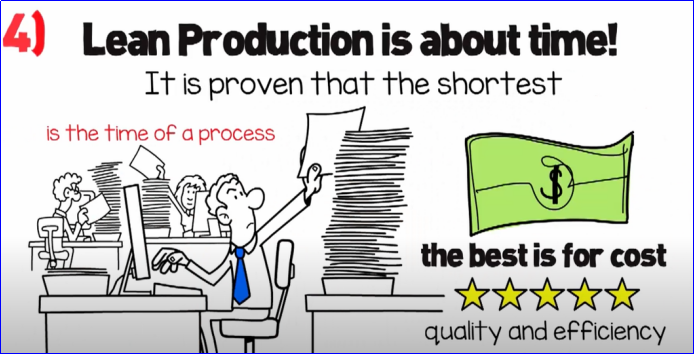 4) Lean Production is about time!
It is proven that the shortest
is the time of a process
$
the best is for cost
quality and efficiency